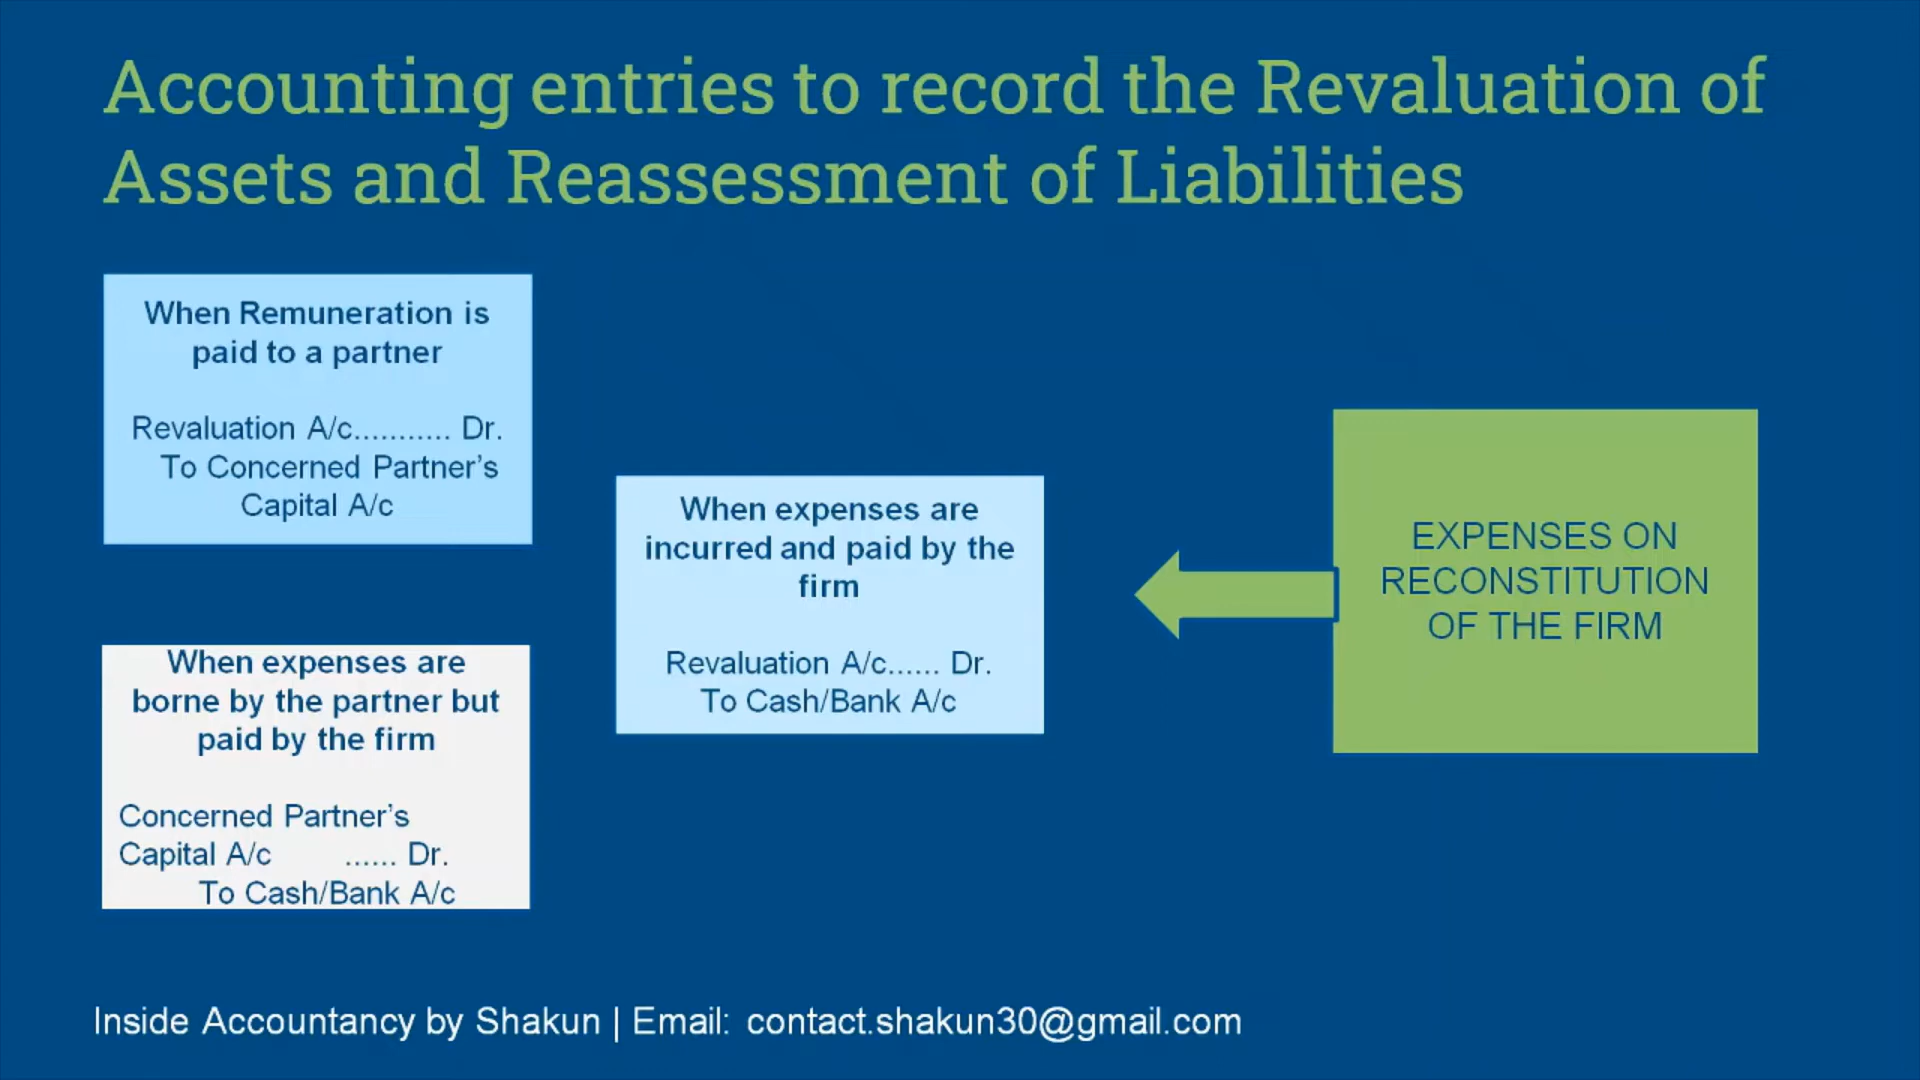 Accounting entries to record the Revaluation of
Assets and Reassessment of Liabilities
When Remuneration is
paid to a partner
Revaluation A/c........... Dr.
To Concerned Partner’s
Capital A/c
When expenses are
borne by the partner but
paid by the firm
Concerned Partner’s
Capital A/c ...... Dr.
To Cash/Bank A/c
When expenses are
incurred and paid by the
firm
Revaluation A/c...... Dr.
To Cash/Bank A/c
EXPENSES ON
RECONSTITUTION
OF THE FIRM
Inside Accountancy by Shakun | Email: contact.shakun30@gmail.com